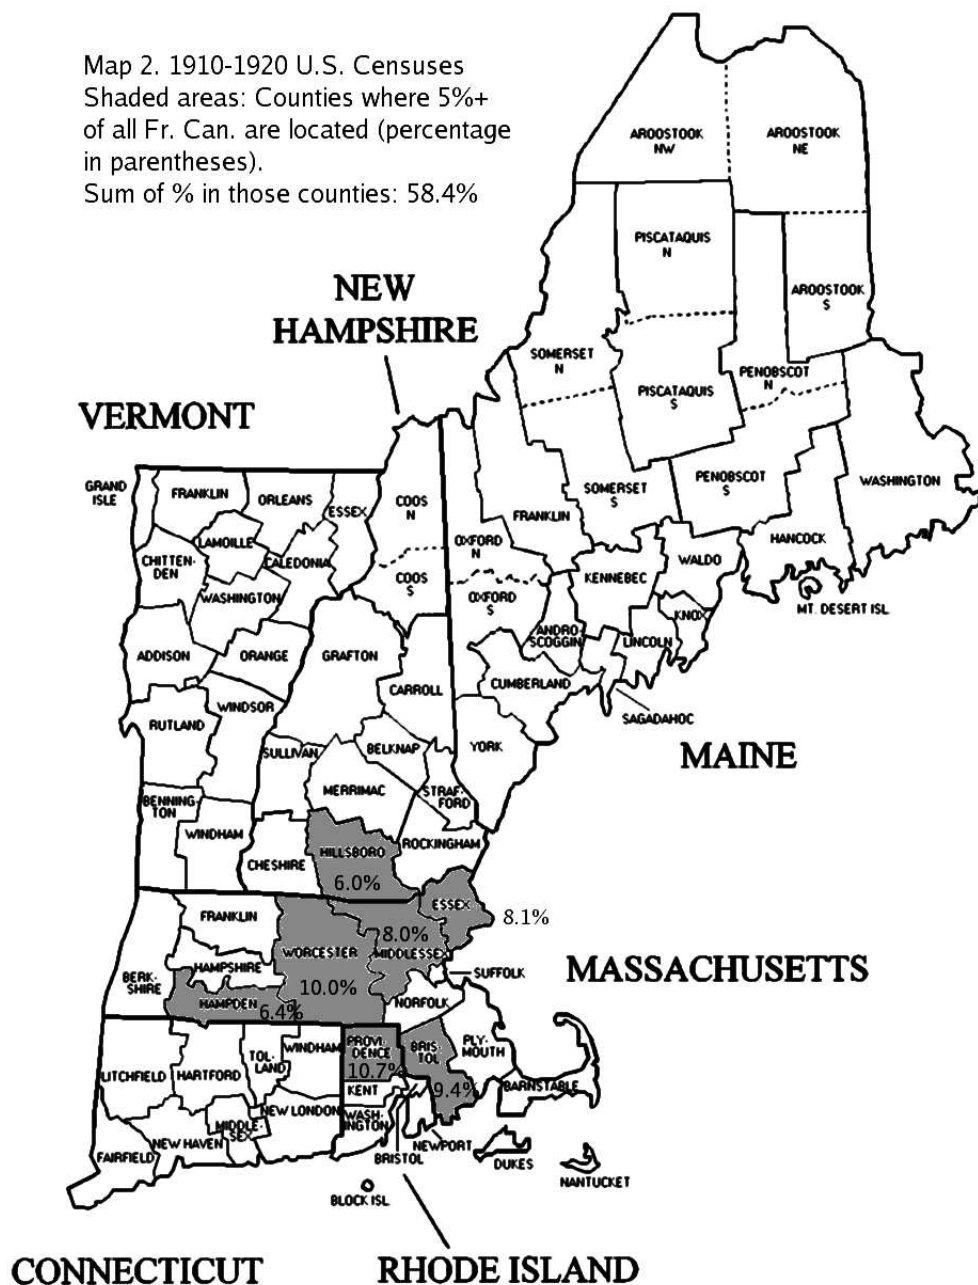 Map 2. 1910-1920 U.S. Censuses
Shaded areas: Counties where 5%+
of all Fr. Can. are located (percentage
in parentheses).
Sum of % in those counties: 58.4%
AROOSTOOK
NW
AROOSTOOK
NE
PISCATAQUIS
N
AROOSTOOK
S
NEW
HAMPSHIRE
SOMERSET
N
PENOBSCOT
N
PISCATAQUIS
S
VERMONT
GRAND
ISLE
FRANKLIN
ORLEANS
ESSEX
COOS
N
SOMERSET
S
PENOBSCOT
S
WASHINGTON
FRANKLIN
HANCOCK
LAMOILLE
CALEDONIA
OXFORD
N
WALDO
CHITTEN-
DEN
COOS
S
KENNEBEC
WASHINGTON
OXFORD
S
MT. DESERT ISL.
KNOX
ANDRO-
SCOGGIN
LINCOLN
ADDISON
ORANGE
GRAFTON
CARROLL
CUMBERLAND
SAGADAHOC
WINDSOR
RUTLAND
SULLIVAN
BELKNAP
YORK
MAINE
MERRIMAC
STRAF-
FORD
BENNING-
TON
WINDHAM
CHESHIRE
HILLSBORO
6.0%
ROCKINGHAM
ESSEX
8.1%
FRANKLIN
8.0%
WORCESTER
MIDDLESSEX
HAMPSHIRE
BERK-
SHIRE
SUFFOLK
MASSACHUSETTS
10.0%
HAMPDEN
6.4%
NORFOLK
PROVI-
DENCE
10.7%
BRIS-
TOL
9.4%
PLY-
MOUTH
WINDHAM
TOL-
LAND
LITCHFIELD
HARTFORD
KENT
BARNSTABLE
NEW LONDON
WASH-
INGTON
MIDDLE-
SEX
NEW HAVEN
FAIRFIELD
NEWPORT
BRISTOL
DUKES
NANTUCKET
BLOCK ISL.
CONNECTICUT
RHODE ISLAND